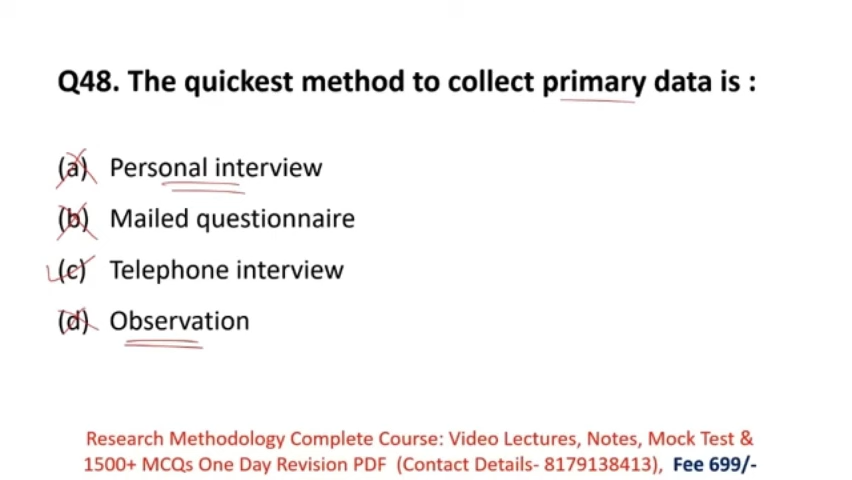 Q48. The quickest method to collect primary data is :
(a) Personal interview
(b) Mailed questionnaire
(c) Telephone interview
(d) Observation
Research Methodology Complete Course: Video Lectures, Notes, Mock Test &
1500+ MCQs One Day Revision PDF (Contact Details- 8179138413), Fee 699/-